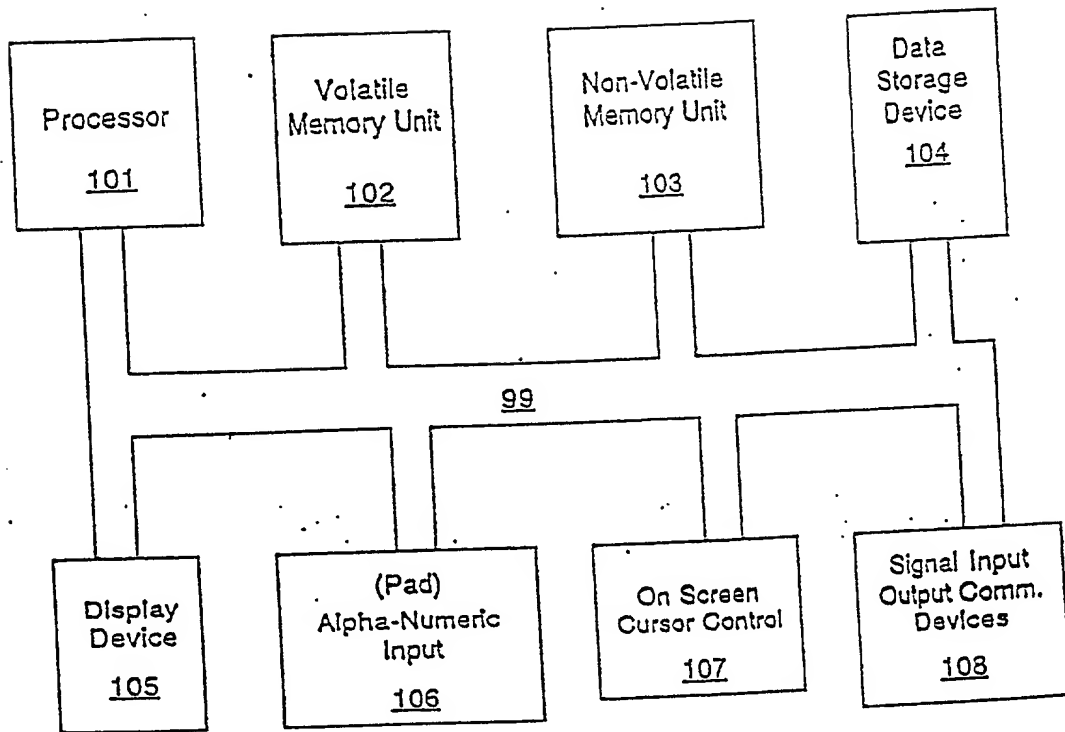 Processor
101
Volatile
Memory Unit
102
Non-Volatile
Memory Unit
103
Data
Storage
Device
104
99
Display
Device
105
(Pad)
Alpha-Numeric
Input
106
On Screen
Cursor Control
107
Signal Input
Output Comm.
Devices
108